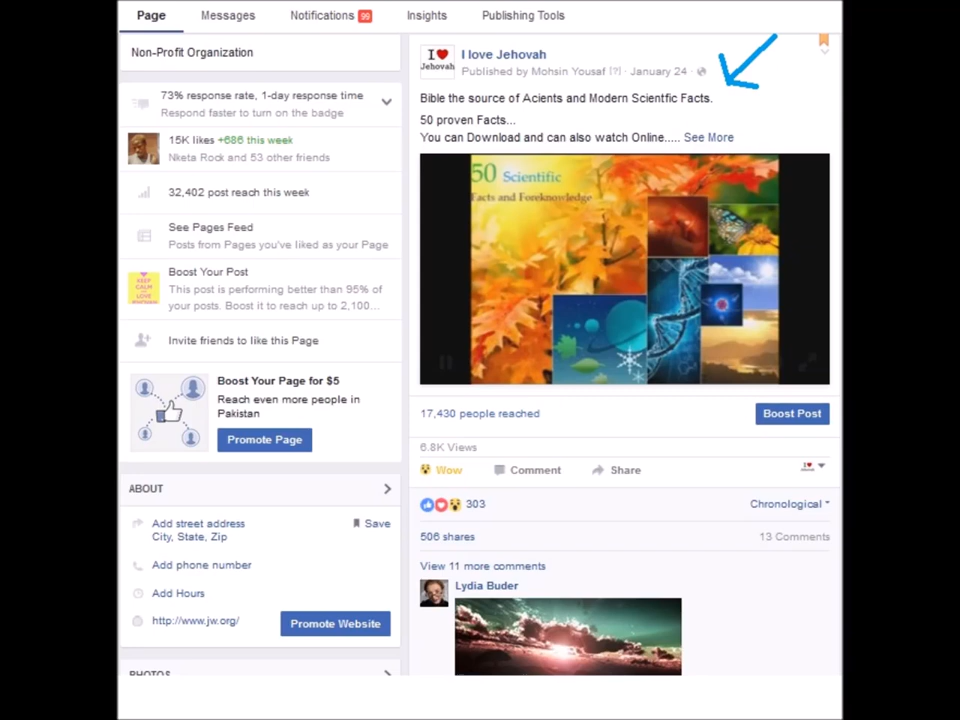 Page
Messages
Notifications 99
Insights
Publishing Tools
Non-Profit Organization
73% response rate, 1-day response time
Respond faster to turn on the badge
15K likes +686 this week
Nketa Rock and 53 other friends
32,402 post reach this week
See Pages Feed
Posts from Pages you've liked as your Page
Boost Your Post
This post is performing better than 95% of
your posts. Boost it to reach up to 2,100...
Invite friends to like this Page
Boost Your Page for $5
Reach even more people in
Pakistan
Promote Page
ABOUT
Add street address
City, State, Zip
Save
Add phone number
Add Hours
http://www.jw.org/
Promote Website
PHOTOS
I
Jehovah
I love Jehovah
Published by Mohsin Yousaf [?] · January 24 ·
Bible the source of Acients and Modern Scientfic Facts.
50 proven Facts...
You can Download and can also watch Online..... See More
50 Scientific
Facts and Foreknowledge
17,430 people reached
Boost Post
6.8K Views
Wow
Comment
Share
303
Chronological
506 shares
13 Comments
View 11 more comments
Lydia Buder